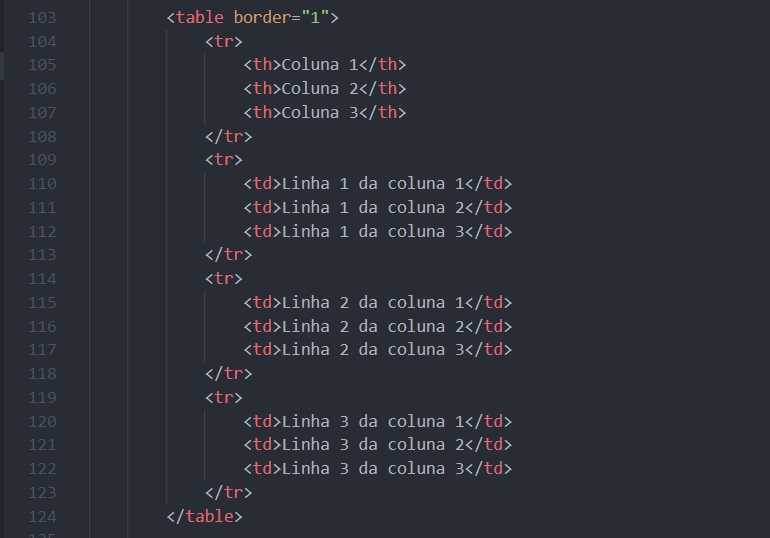 103 <table border="1">
104 <tr>
105 <th>Coluna 1</th>
106 <th>Coluna 2</th>
107 <th>Coluna 3</th>
108 </tr>
109 <tr>
110 <td>Linha 1 da coluna 1</td>
111 <td>Linha 1 da coluna 2</td>
112 <td>Linha 1 da coluna 3</td>
113 </tr>
114 <tr>
115 <td>Linha 2 da coluna 1</td>
116 <td>Linha 2 da coluna 2</td>
117 <td>Linha 2 da coluna 3</td>
118 </tr>
119 <tr>
120 <td>Linha 3 da coluna 1</td>
121 <td>Linha 3 da coluna 2</td>
122 <td>Linha 3 da coluna 3</td>
123 </tr>
124 </table>